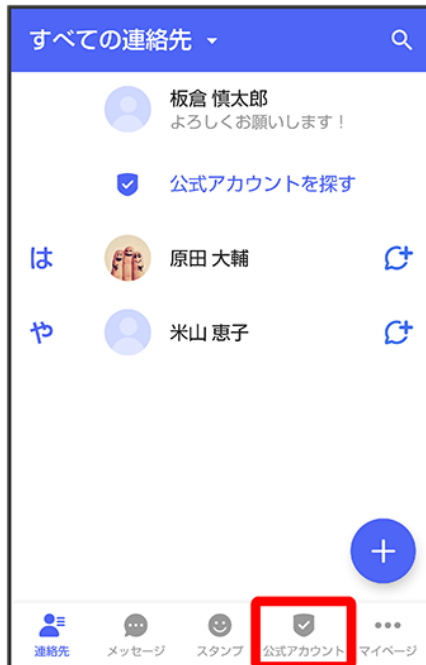 すべての連絡先
板倉 慎太郎
よろしくお願いします！
公式アカウントを探す
は
原田 大輔
や
米山 恵子
連絡先
メッセージ
スタンプ
公式アカウント
マイページ